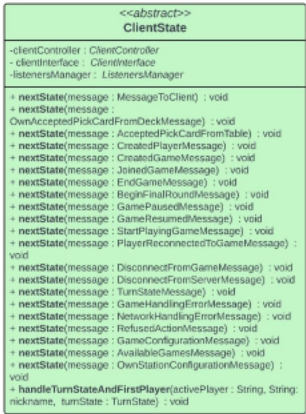 <<abstract>>
ClientState
-clientController : ClientController
- clientInterface : ClientInterface
-listenersManager : ListenersManager
+ nextState(message : MessageToClient) : void
+ nextState(message :
OwnAcceptedPickCardFromDeckMessage) : void
+ nextState(message : AcceptedPickCardFromTable) : void
+ nextState(message : CreatedPlayerMessage) : void
+ nextState(message : CreatedGameMessage) : void
+ nextState(message : JoinedGameMessage) : void
+ nextState(message : EndGameMessage) : void
+ nextState(message : BeginFinalRoundMessage) : void
+ nextState(message : GamePausedMessage) : void
+ nextState(message : GameResumedMessage) : void
+ nextState(message : StartPlayingGameMessage) : void
+ nextState(message : PlayerReconnectedToGameMessage) :
void
+ nextState(message : DisconnectFromGameMessage) : void
+ nextState(message : DisconnectFromServerMessage) : void
+ nextState(message : TurnStateMessage) : void
+ nextState(message : GameHandlingErrorMessage) : void
+ nextState(message : NetworkHandlingErrorMessage) : void
+ nextState(message : RefusedActionMessage) : void
+ nextState(message : GameConfigurationMessage) : void
+ nextState(message : AvailableGamesMessage) : void
+ nextState(message : OwnStationConfigurationMessage) :
void
+ handleTurnStateAndFirstPlayer(activePlayer : String, String:
nickname, turnState : TurnState) : void